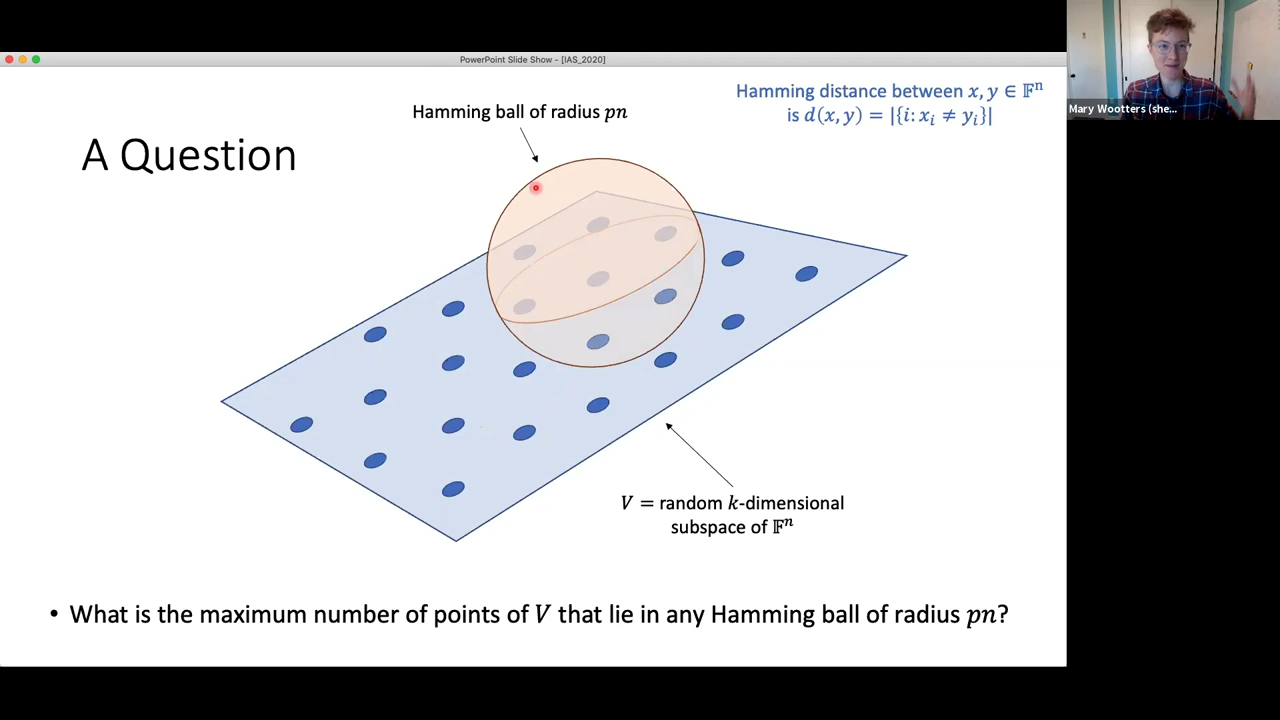 PowerPoint Slide Show - [IAS_2020]
Mary Wootters (she...
Hamming distance between x, y ∈ 𝔽ⁿ
is d(x, y) = |{i: xᵢ ≠ yᵢ}|
Hamming ball of radius pn
A Question
V = random k-dimensional
subspace of 𝔽ⁿ
• What is the maximum number of points of V that lie in any Hamming ball of radius pn?